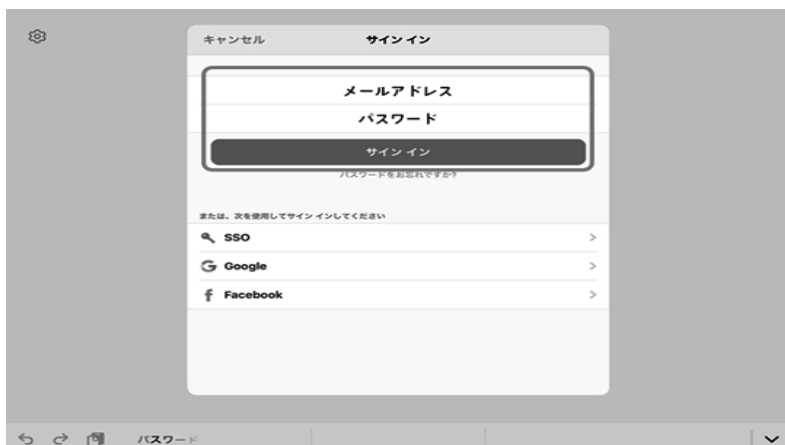 キャンセル サイン イン
メールアドレス
パスワード
サイン イン
パスワードをお忘れですか?
または、次を使用してサイン インしてください
SSO
Google
Facebook
パスワード